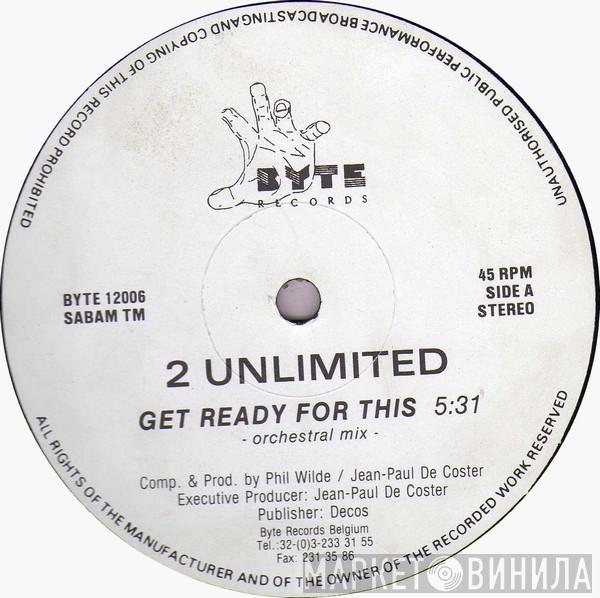 UNAUTHORISED PUBLIC PERFORMANCE BROADCASTING AND COPYING OF THIS RECORD PROHIBITED
BYTE
RECORDS
BYTE 12006
SABAM TM
45 RPM
SIDE A
STEREO
2 UNLIMITED
GET READY FOR THIS 5:31
- orchestral mix -
Comp. & Prod. by Phil Wilde / Jean-Paul De Coster
Executive Producer: Jean-Paul De Coster
Publisher: Decos
Byte Records Belgium
Tel.:32-(0)3-233 31 55
Fax: 231 35 86
ALL RIGHTS OF THE MANUFACTURER AND OF THE OWNER OF THE RECORDED WORK RESERVED
МАРКЕТ ВИНИЛА